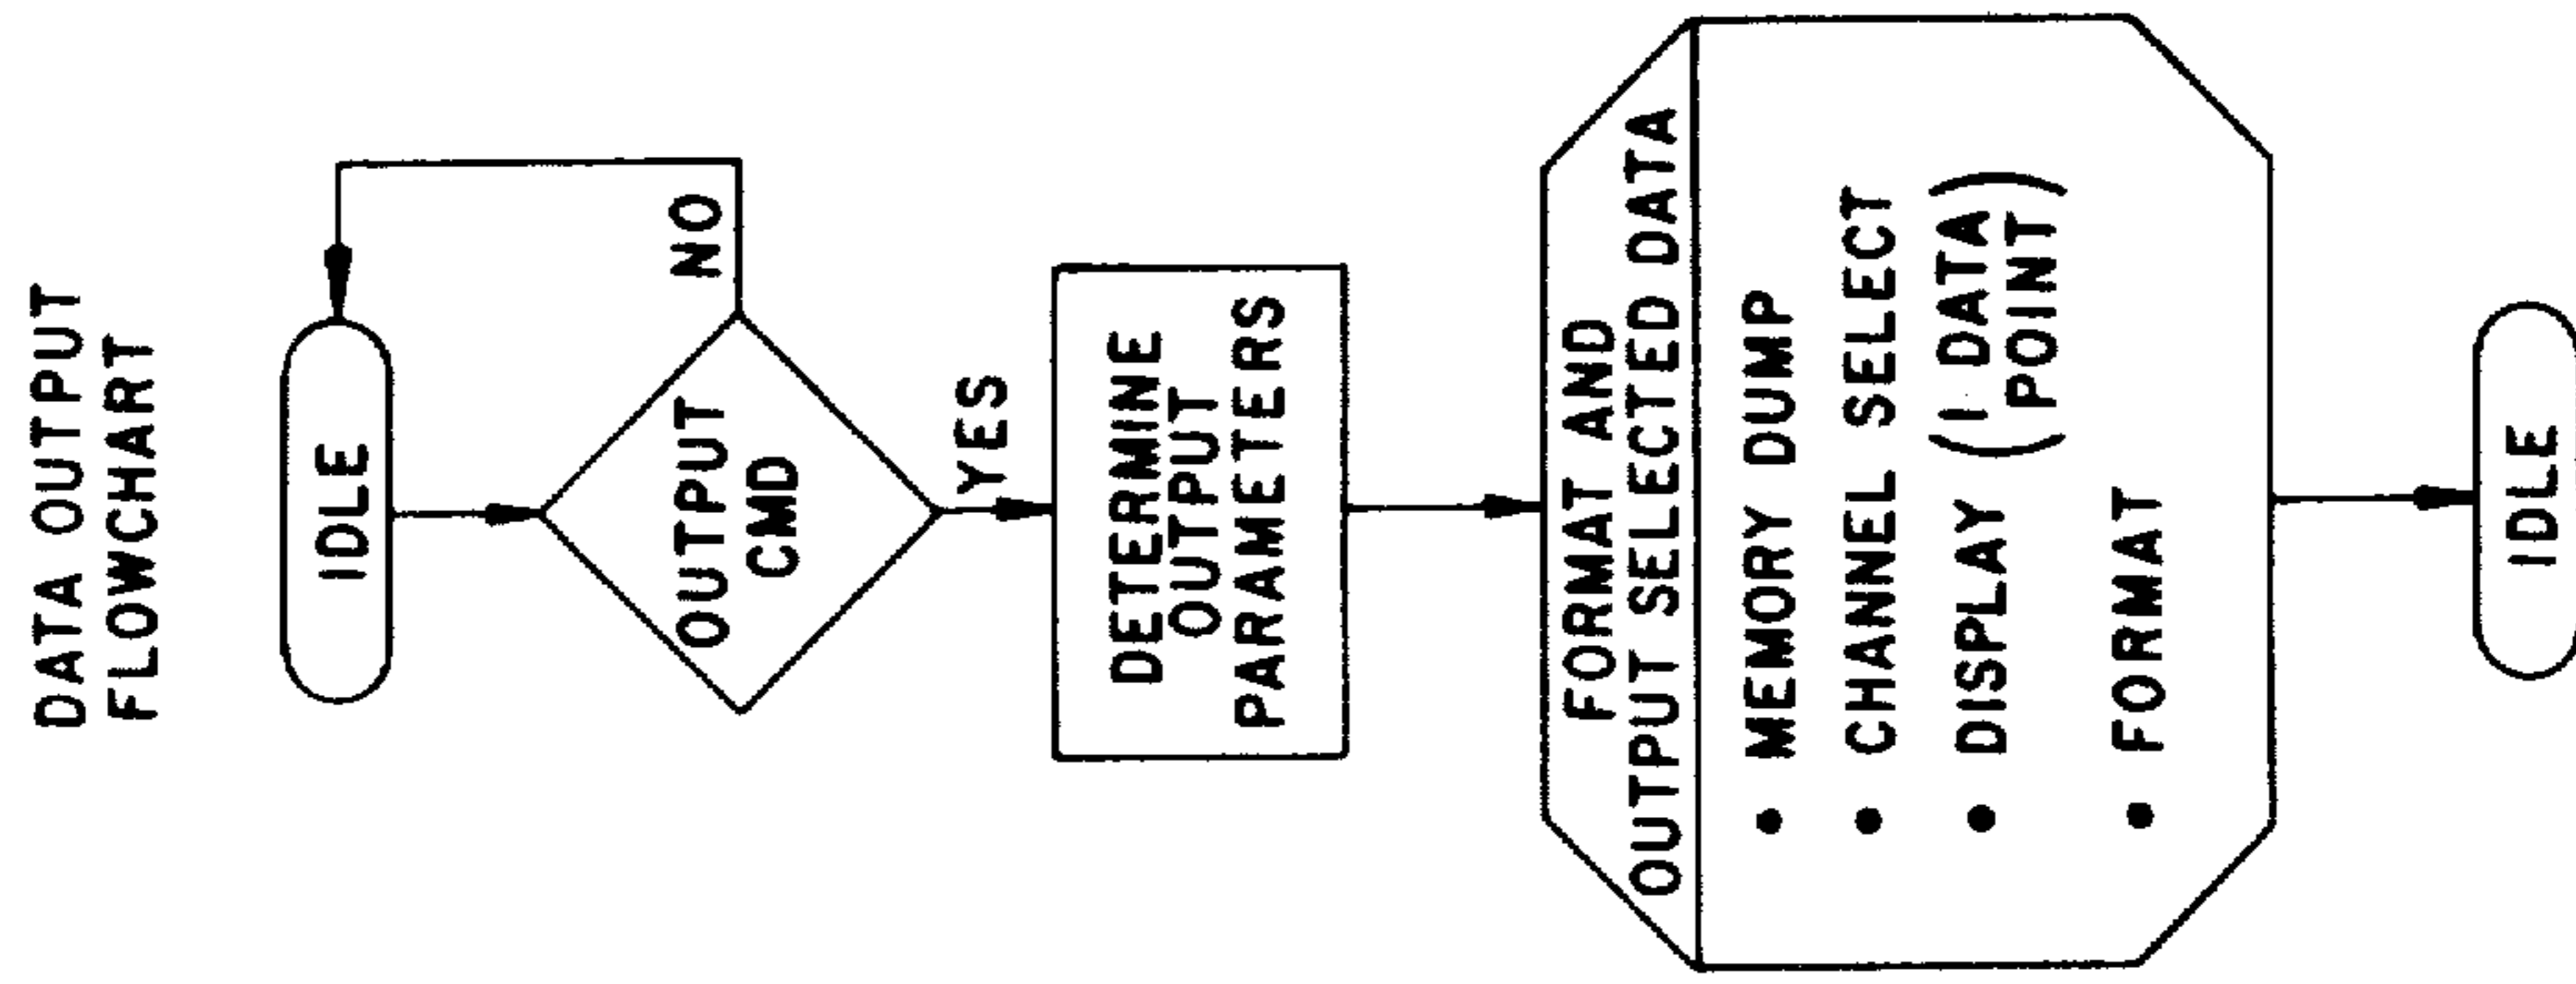 DATA OUTPUT
FLOWCHART
IDLE
OUTPUT
CMD
NO
YES
DETERMINE
OUTPUT
PARAMETERS
FORMAT AND
OUTPUT SELECTED DATA
• MEMORY DUMP
• CHANNEL SELECT
• DISPLAY (1 DATA
POINT)
• FORMAT
IDLE